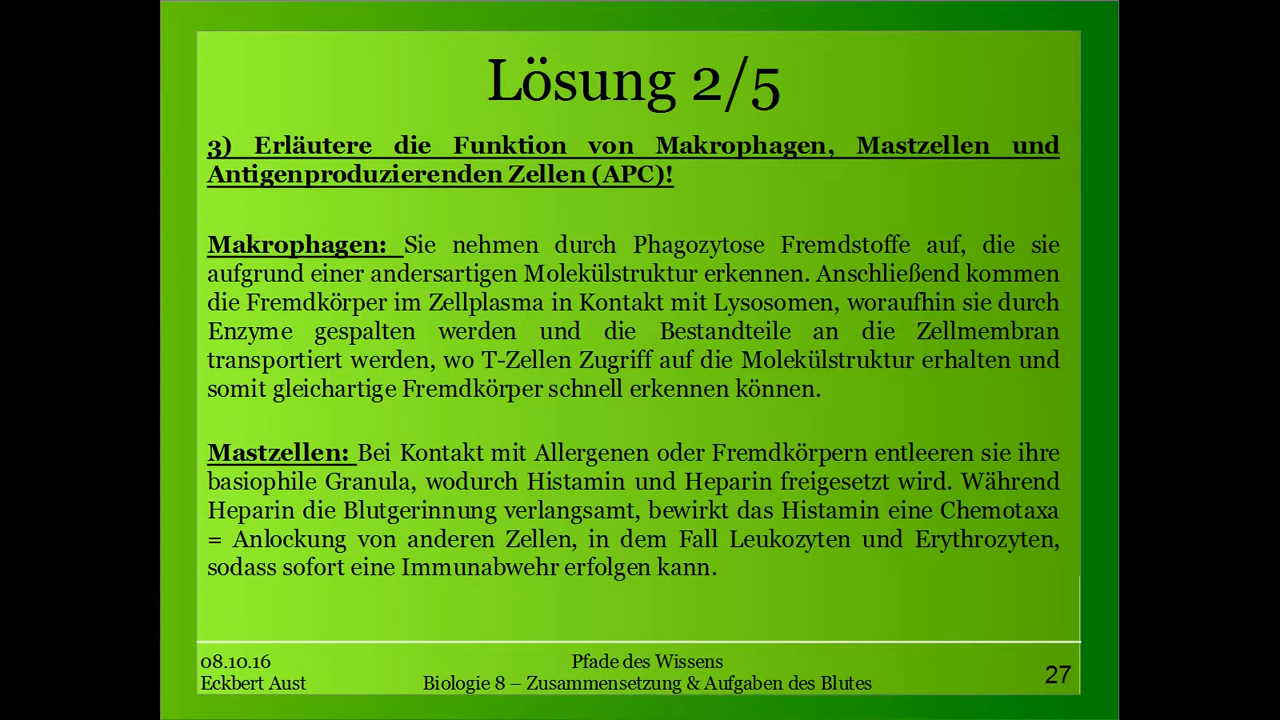 Lösung 2/5
3) Erläutere die Funktion von Makrophagen, Mastzellen und
Antigenproduzierenden Zellen (APC)!
Makrophagen: Sie nehmen durch Phagozytose Fremdstoffe auf, die sie
aufgrund einer andersartigen Molekülstruktur erkennen. Anschließend kommen
die Fremdkörper im Zellplasma in Kontakt mit Lysosomen, woraufhin sie durch
Enzyme gespalten werden und die Bestandteile an die Zellmembran
transportiert werden, wo T-Zellen Zugriff auf die Molekülstruktur erhalten und
somit gleichartige Fremdkörper schnell erkennen können.
Mastzellen: Bei Kontakt mit Allergenen oder Fremdkörpern entleeren sie ihre
basiophile Granula, wodurch Histamin und Heparin freigesetzt wird. Während
Heparin die Blutgerinnung verlangsamt, bewirkt das Histamin eine Chemotaxa
= Anlockung von anderen Zellen, in dem Fall Leukozyten und Erythrozyten,
sodass sofort eine Immunabwehr erfolgen kann.
08.10.16
Eckbert Aust
Pfade des Wissens
Biologie 8 – Zusammensetzung & Aufgaben des Blutes
27